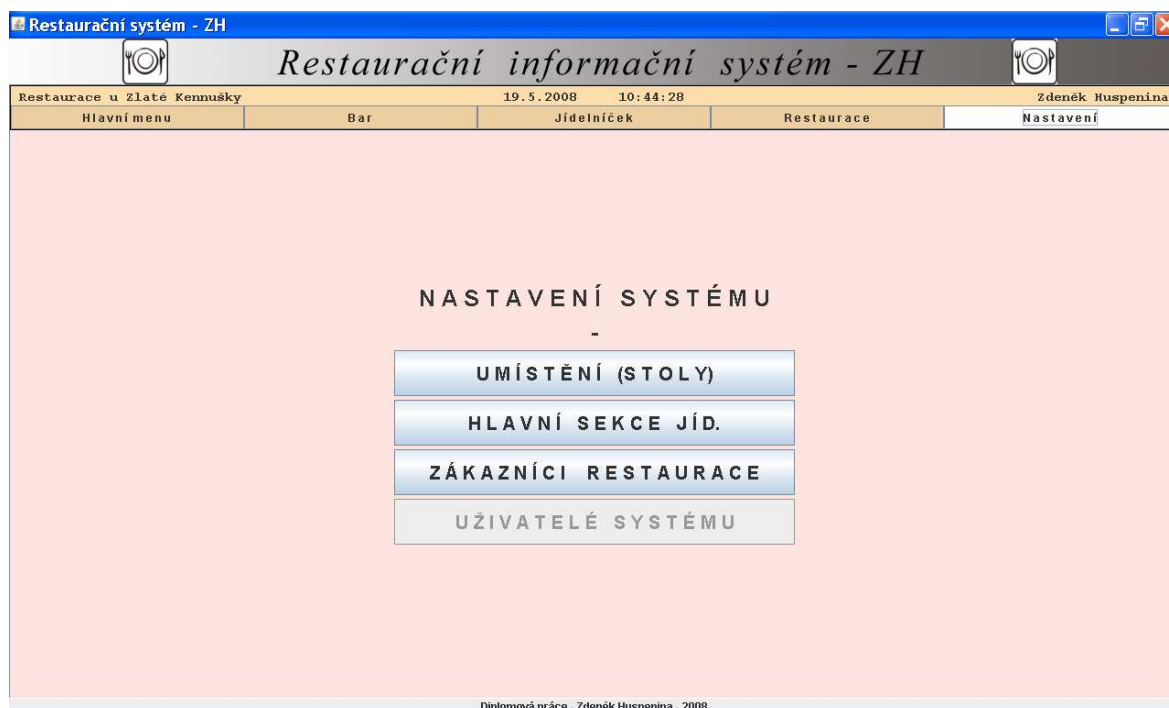 Restaurační systém - ZH
Restaurační informační systém - ZH
Restaurace u Zlaté Kennušky 19.5.2008 10:44:28 Zdeněk Huspenina
Hlavní menu Bar Jídelníček Restaurace Nastavení
NASTAVENÍ SYSTÉMU
-
UMÍSTĚNÍ (STOLY)
HLAVNÍ SEKCE JÍD.
ZÁKAZNÍCI RESTAURACE
UŽIVATELÉ SYSTÉMU
Diplomová práce - Zdeněk Huspenina - 2008